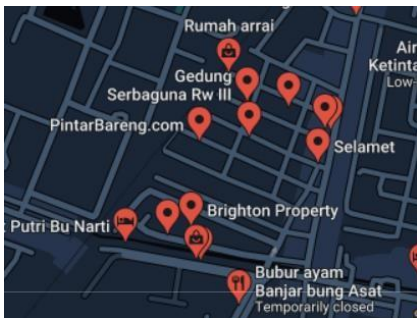 Rumah arrai
Air
Ketinta
Low-
Gedung
Serbaguna Rw III
PintarBareng.com
Selamet
Brighton Property
Putri Bu Narti
Bubur ayam
Banjar bung Asat
Temporarily closed